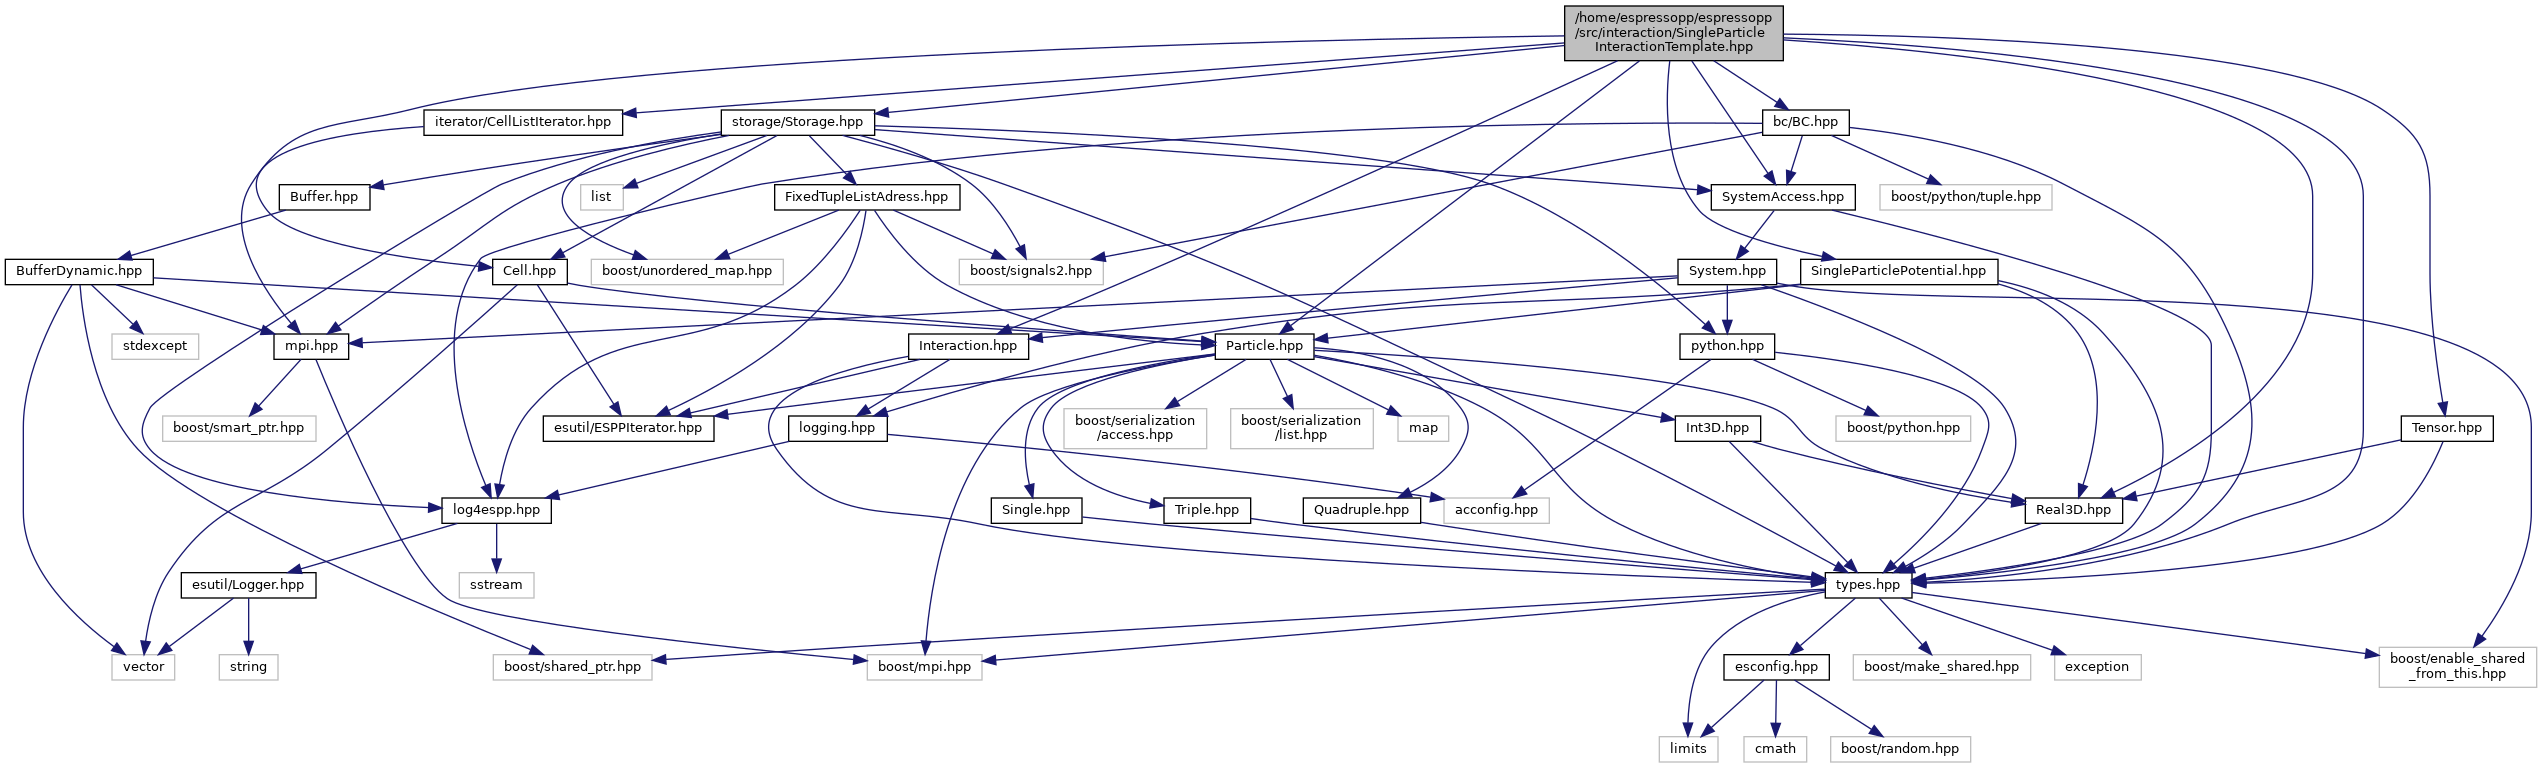 /home/espressopp/espressopp
/src/interaction/SingleParticle
InteractionTemplate.hpp
iterator/CellListIterator.hpp
storage/Storage.hpp
bc/BC.hpp
Buffer.hpp
list
FixedTupleListAdress.hpp
SystemAccess.hpp
boost/python/tuple.hpp
BufferDynamic.hpp
Cell.hpp
boost/unordered_map.hpp
boost/signals2.hpp
System.hpp
SingleParticlePotential.hpp
stdexcept
mpi.hpp
Interaction.hpp
Particle.hpp
python.hpp
boost/smart_ptr.hpp
esutil/ESPPIterator.hpp
logging.hpp
boost/serialization
/access.hpp
boost/serialization
/list.hpp
map
Int3D.hpp
boost/python.hpp
Tensor.hpp
log4espp.hpp
Single.hpp
Triple.hpp
Quadruple.hpp
acconfig.hpp
Real3D.hpp
esutil/Logger.hpp
sstream
types.hpp
vector
string
boost/shared_ptr.hpp
boost/mpi.hpp
esconfig.hpp
boost/make_shared.hpp
exception
boost/enable_shared
_from_this.hpp
limits
cmath
boost/random.hpp